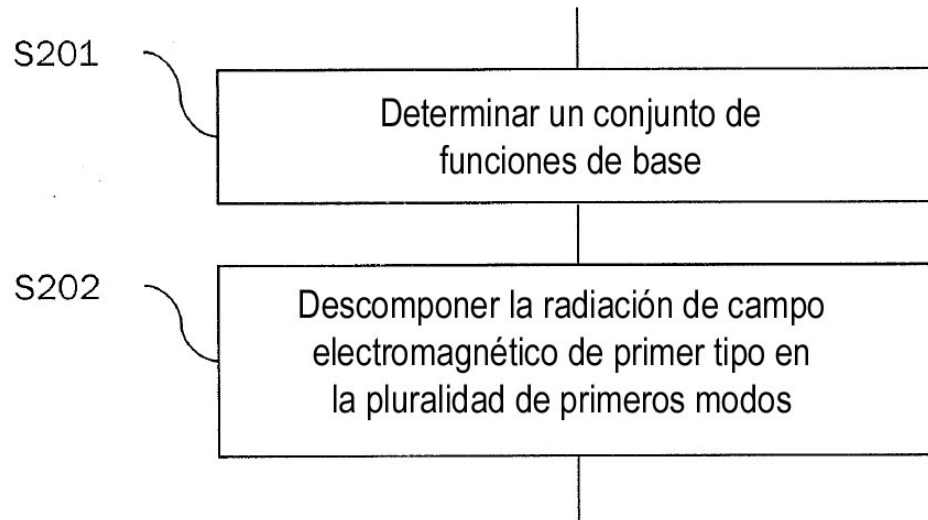 S201
Determinar un conjunto de
funciones de base
S202
Descomponer la radiación de campo
electromagnético de primer tipo en
la pluralidad de primeros modos